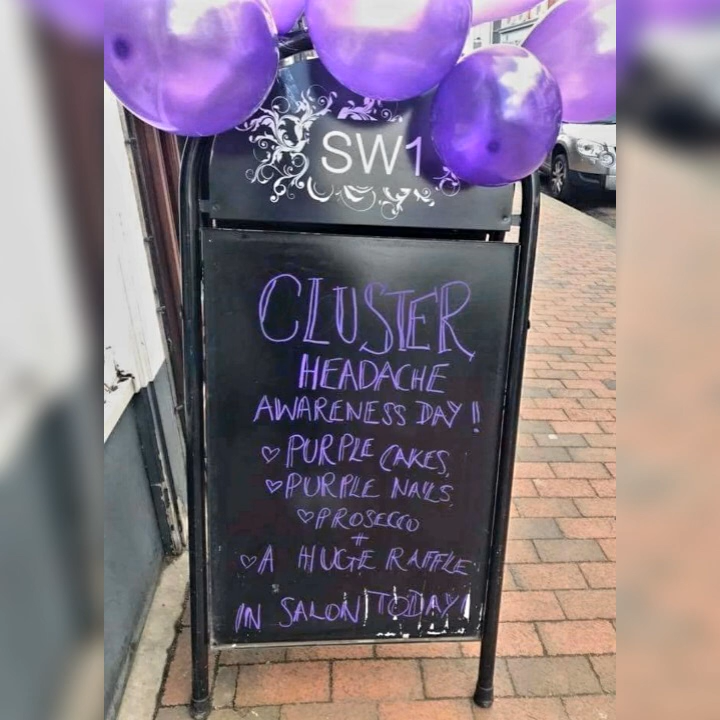 SW1
CLUSTER
HEADACHE
AWARENESS DAY!!
♡ PURPLE CAKES,
♡ PURPLE NAILS
♡ PROSECCO
+
♡ A HUGE RAFFLE
IN SALON TODAY!